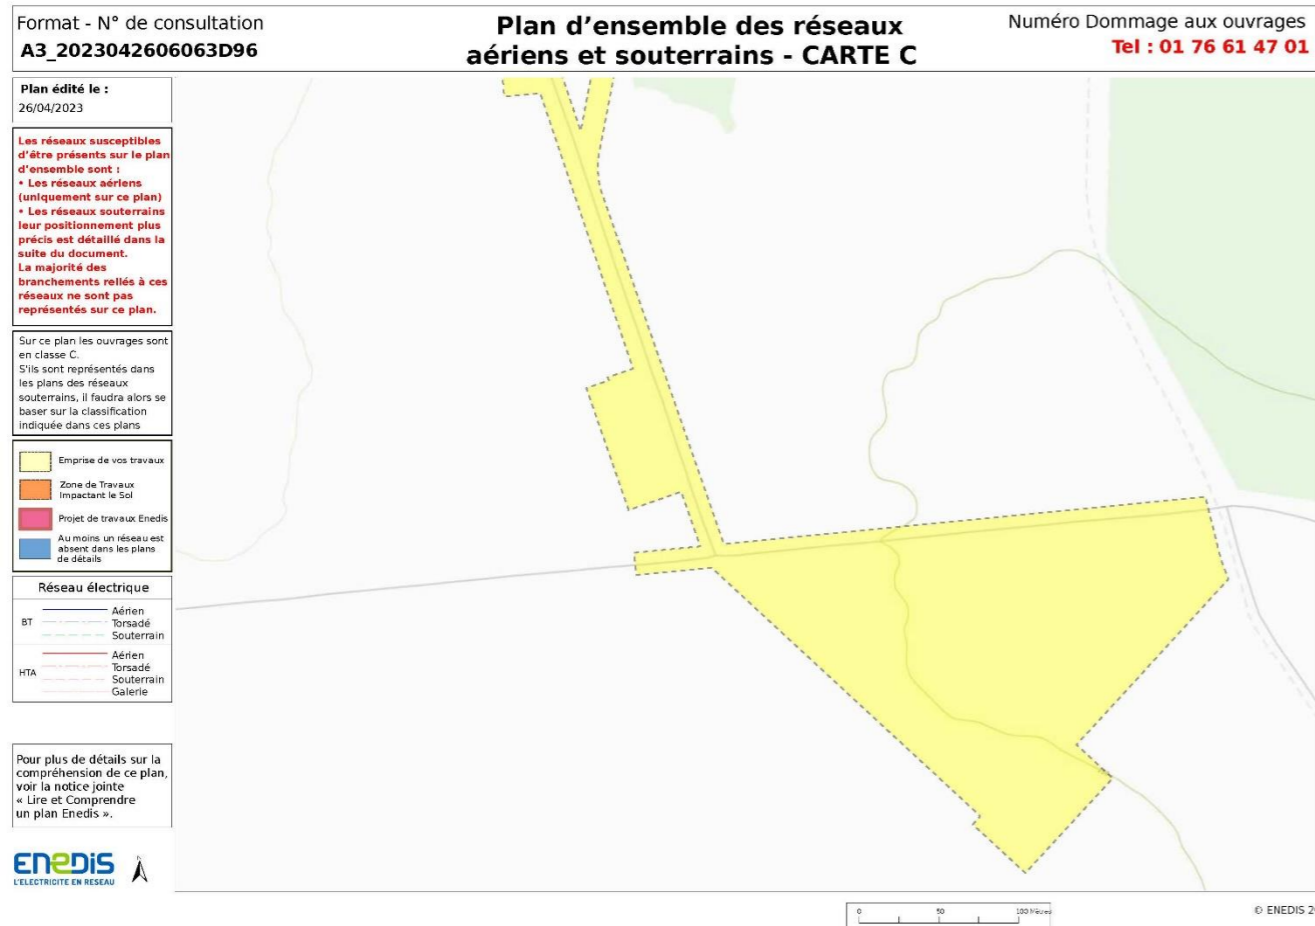 Format - N° de consultation
A3_2023042606063D96
Plan d'ensemble des réseaux
aériens et souterrains - CARTE C
Numéro Dommage aux ouvrages
Tel : 01 76 61 47 01
Plan édité le :
26/04/2023
Les réseaux susceptibles
d'être présents sur le plan
d'ensemble sont :
• Les réseaux aériens
(uniquement sur ce plan)
• Les réseaux souterrains
leur positionnement plus
précis est détaillé dans la
suite du document.
La majorité des
branchements rellés à ces
réseaux ne sont pas
représentés sur ce plan.
Sur ce plan les ouvrages sont
en classe C.
S'ils sont représentés dans
les plans des réseaux
souterrains, il faudra alors se
baser sur la classification
indiquée dans ces plans
Emprise de vos travaux
Zone de Travaux
Impactant le Sol
Projet de travaux Enedis
Au moins un réseau est
absent dans les plans
de détails
Réseau électrique
BT
Aérien
Torsadé
Souterrain
HTA
Aérien
Torsadé
Souterrain
Galerie
Pour plus de détails sur la
compréhension de ce plan,
voir la notice jointe
« Lire et Comprendre
un plan Enedis ».
ENEDIS
L'ELECTRICITE EN RESEAU
N
0 50 100 Mètres
© ENEDIS 2